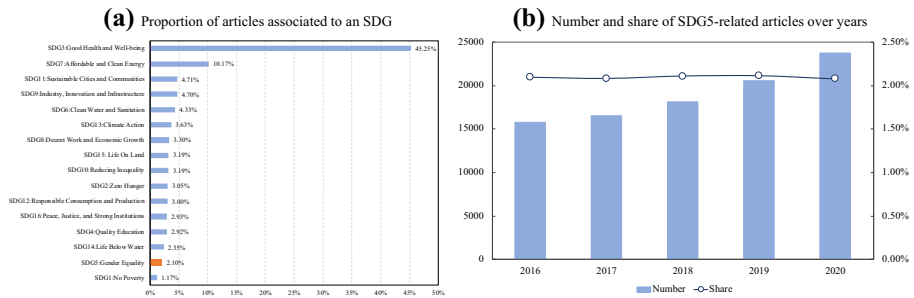 (a) Proportion of articles associated to an SDG
SDG3:Good Health and Well-being 45.25%
SDG7:Affordable and Clean Energy 10.17%
SDG11:Sustainable Cities and Communities 4.71%
SDG9:Industry, Innovation and Infrastructure 4.70%
SDG6:Clean Water and Sanitation 4.33%
SDG13:Climate Action 3.63%
SDG8:Decent Work and Economic Growth 3.30%
SDG15: Life On Land 3.19%
SDG10:Reducing Inequality 3.19%
SDG2:Zero Hunger 3.05%
SDG12:Responsible Consumption and Production 3.00%
SDG16:Peace, Justice, and Strong Institutions 2.93%
SDG4:Quality Education 2.92%
SDG14:Life Below Water 2.35%
SDG5:Gender Equality 2.10%
SDG1:No Poverty 1.17%
0% 5% 10% 15% 20% 25% 30% 35% 40% 45% 50%
(b) Number and share of SDG5-related articles over years
25000 2.50%
20000 2.00%
15000 1.50%
10000 1.00%
5000 0.50%
0 0.00%
2016 2017 2018 2019 2020
Number Share